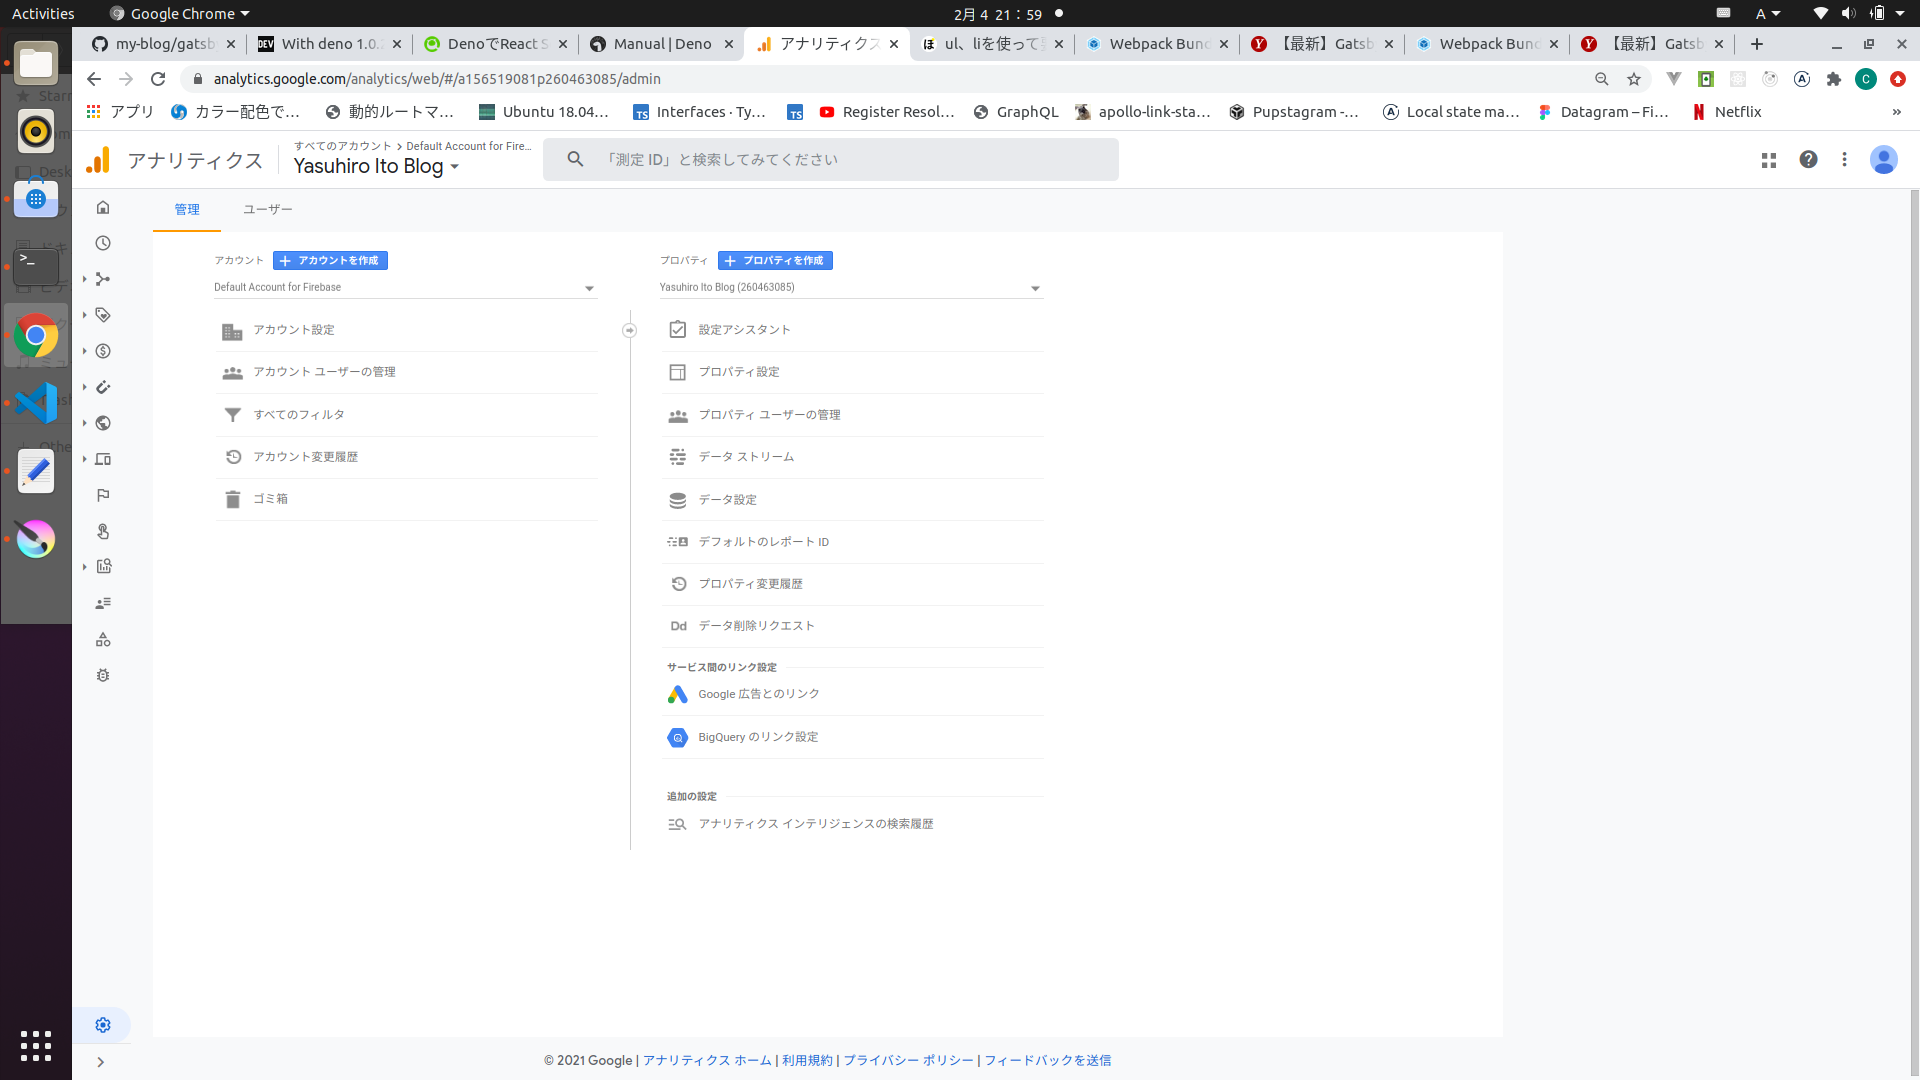 Activities
Google Chrome
2月 4 21：59
A
my-blog/gatsb
With deno 1.0.
DenoでReact S
Manual | Deno
アナリティクス
ul、liを使って
Webpack Bund
【最新】Gatsb
Webpack Bund
【最新】Gatsb
analytics.google.com/analytics/web/#/a156519081p260463085/admin
アプリ
カラー配色で…
動的ルートマ…
Ubuntu 18.04…
Interfaces · Ty…
Register Resol…
GraphQL
apollo-link-sta…
Pupstagram -…
Local state ma…
Datagram – Fi…
Netflix
»
アナリティクス
すべてのアカウント > Default Account for Fire…
Yasuhiro Ito Blog
「測定 ID」と検索してみてください
管理
ユーザー
アカウント
アカウントを作成
Default Account for Firebase
アカウント設定
アカウント ユーザーの管理
すべてのフィルタ
アカウント変更履歴
ゴミ箱
プロパティ
プロパティを作成
Yasuhiro Ito Blog (260463085)
設定アシスタント
プロパティ設定
プロパティ ユーザーの管理
データ ストリーム
データ設定
デフォルトのレポート ID
プロパティ変更履歴
Dd データ削除リクエスト
サービス間のリンク設定
Google 広告とのリンク
BigQuery のリンク設定
追加の設定
アナリティクス インテリジェンスの検索履歴
© 2021 Google | アナリティクス ホーム | 利用規約 | プライバシー ポリシー | フィードバックを送信